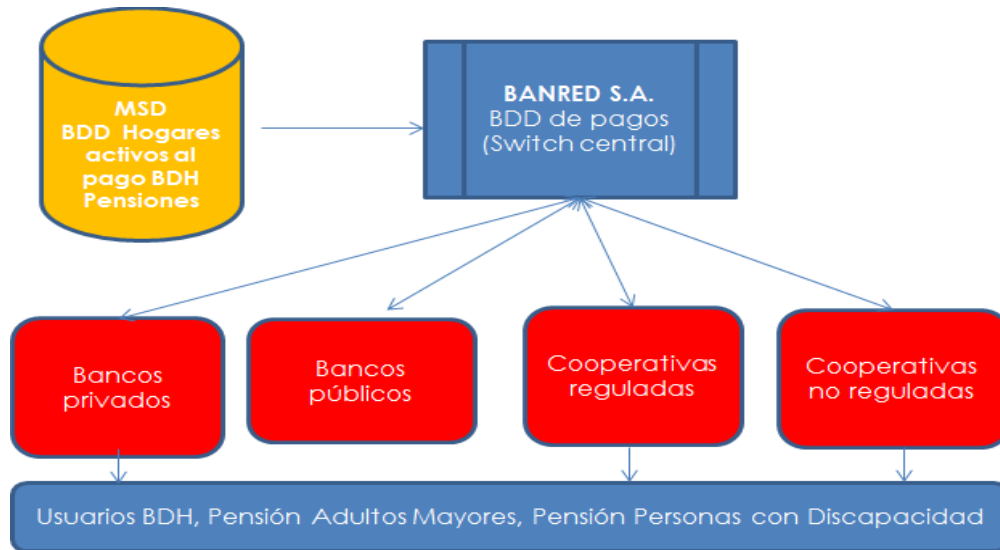 MSD
BDD Hogares
activos al
pago BDH
Pensiones
BANRED S.A.
BDD de pagos
(Switch central)
Bancos
privados
Bancos
públicos
Cooperativas
reguladas
Cooperativas
no reguladas
Usuarios BDH, Pensión Adultos Mayores, Pensión Personas con Discapacidad